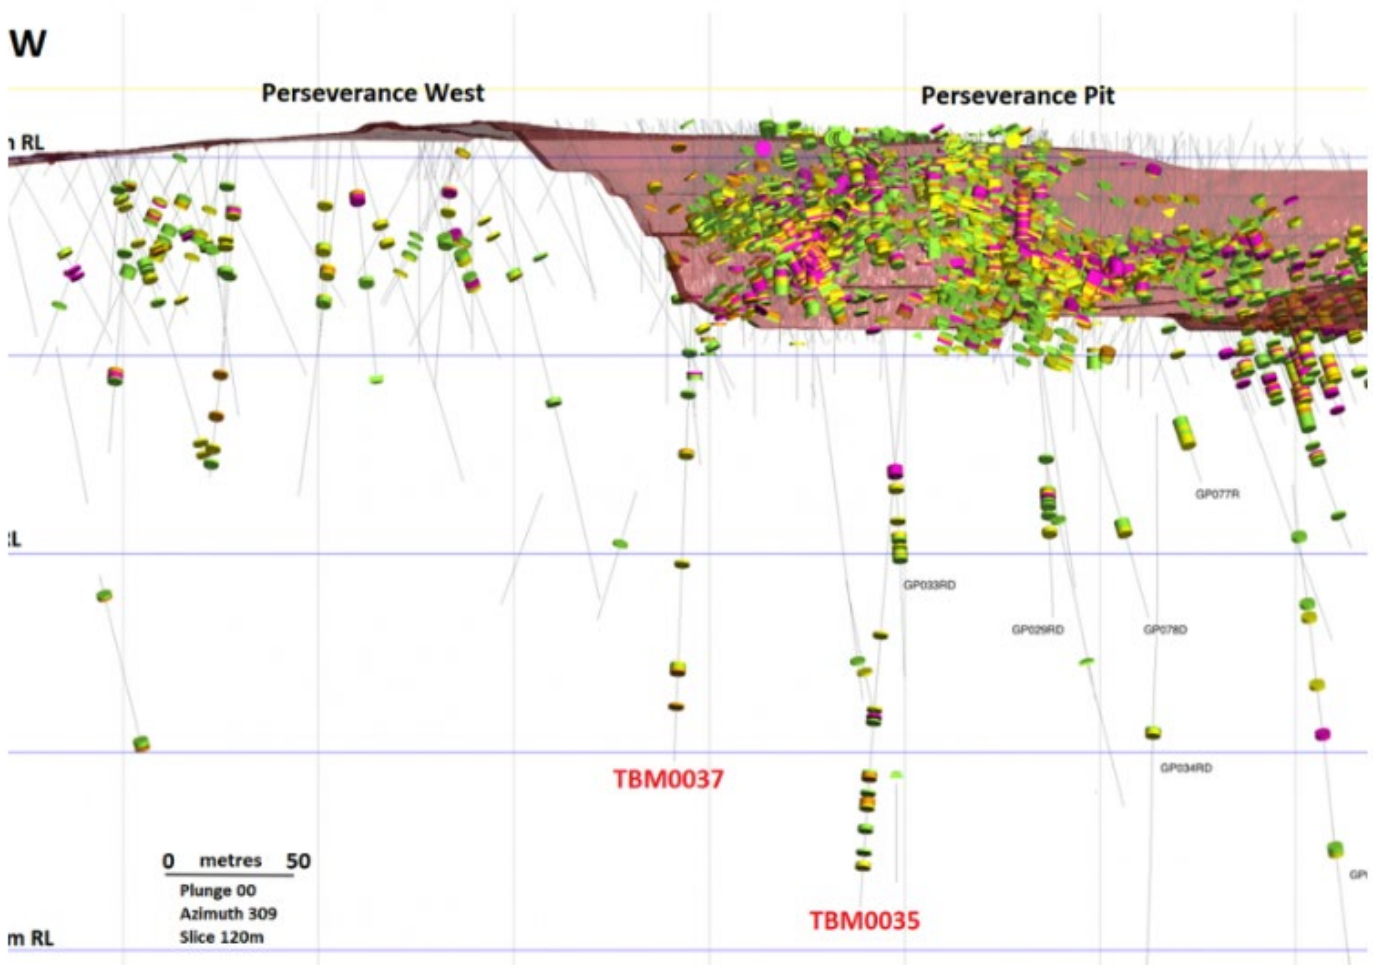 W
Perseverance West
Perseverance Pit
m RL
GP077R
GP033RD
GP029RD
GP078D
TBM0037
GP034RD
0 metres 50
Plunge 00
Azimuth 309
Slice 120m
TBM0035
m RL